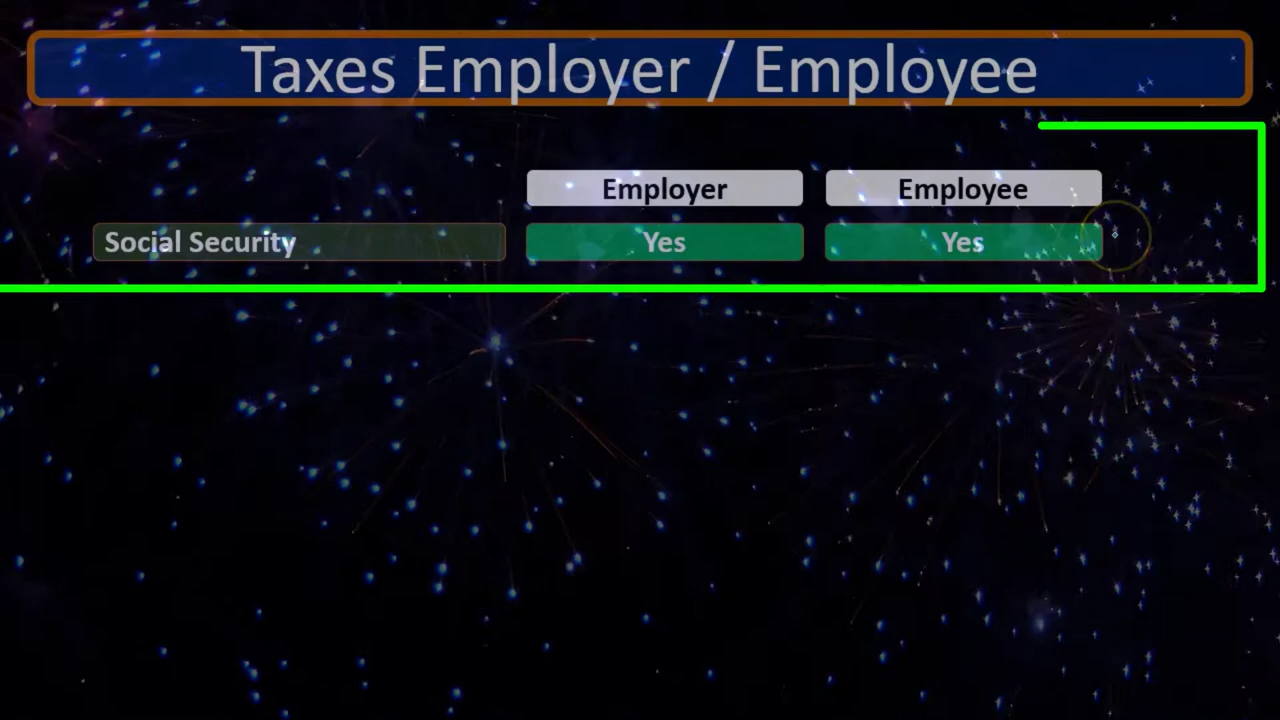 Taxes Employer / Employee
Employer Employee
Social Security Yes Yes